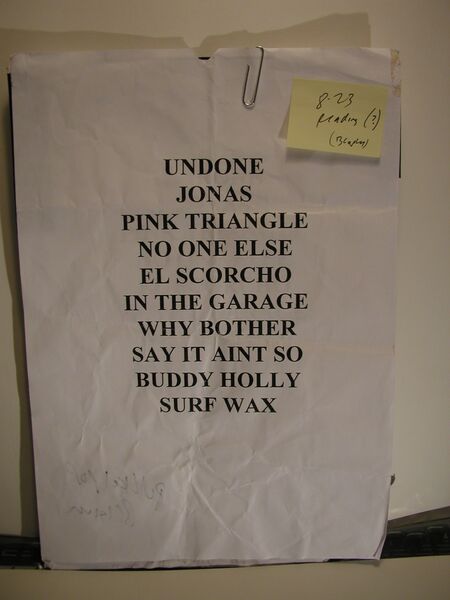 8-23
Reading (?)
UNDONE
JONAS
PINK TRIANGLE
NO ONE ELSE
EL SCORCHO
IN THE GARAGE
WHY BOTHER
SAY IT AINT SO
BUDDY HOLLY
SURF WAX